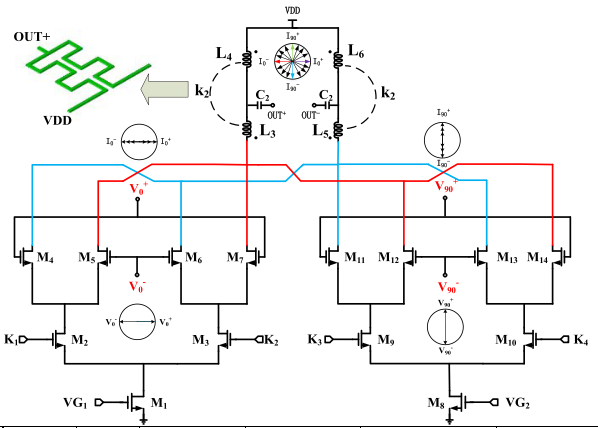 VDD
OUT+
L₄
L₆
I₉₀⁺
I₀⁻
I₀⁺
I₉₀⁻
k₂
k₂
C₂
C₂
OUT⁺
OUT⁻
VDD
L₃
L₅
I₀⁻
I₀⁺
I₉₀⁺
I₉₀⁻
V₀⁺
V₉₀⁺
M₄
M₅
M₆
M₇
M₁₁
M₁₂
M₁₃
M₁₄
V₀⁻
V₉₀⁻
V₀⁻
V₀⁺
V₉₀⁺
V₉₀⁻
K₁
M₂
M₃
K₂
K₃
M₉
M₁₀
K₄
VG₁
M₁
M₈
VG₂